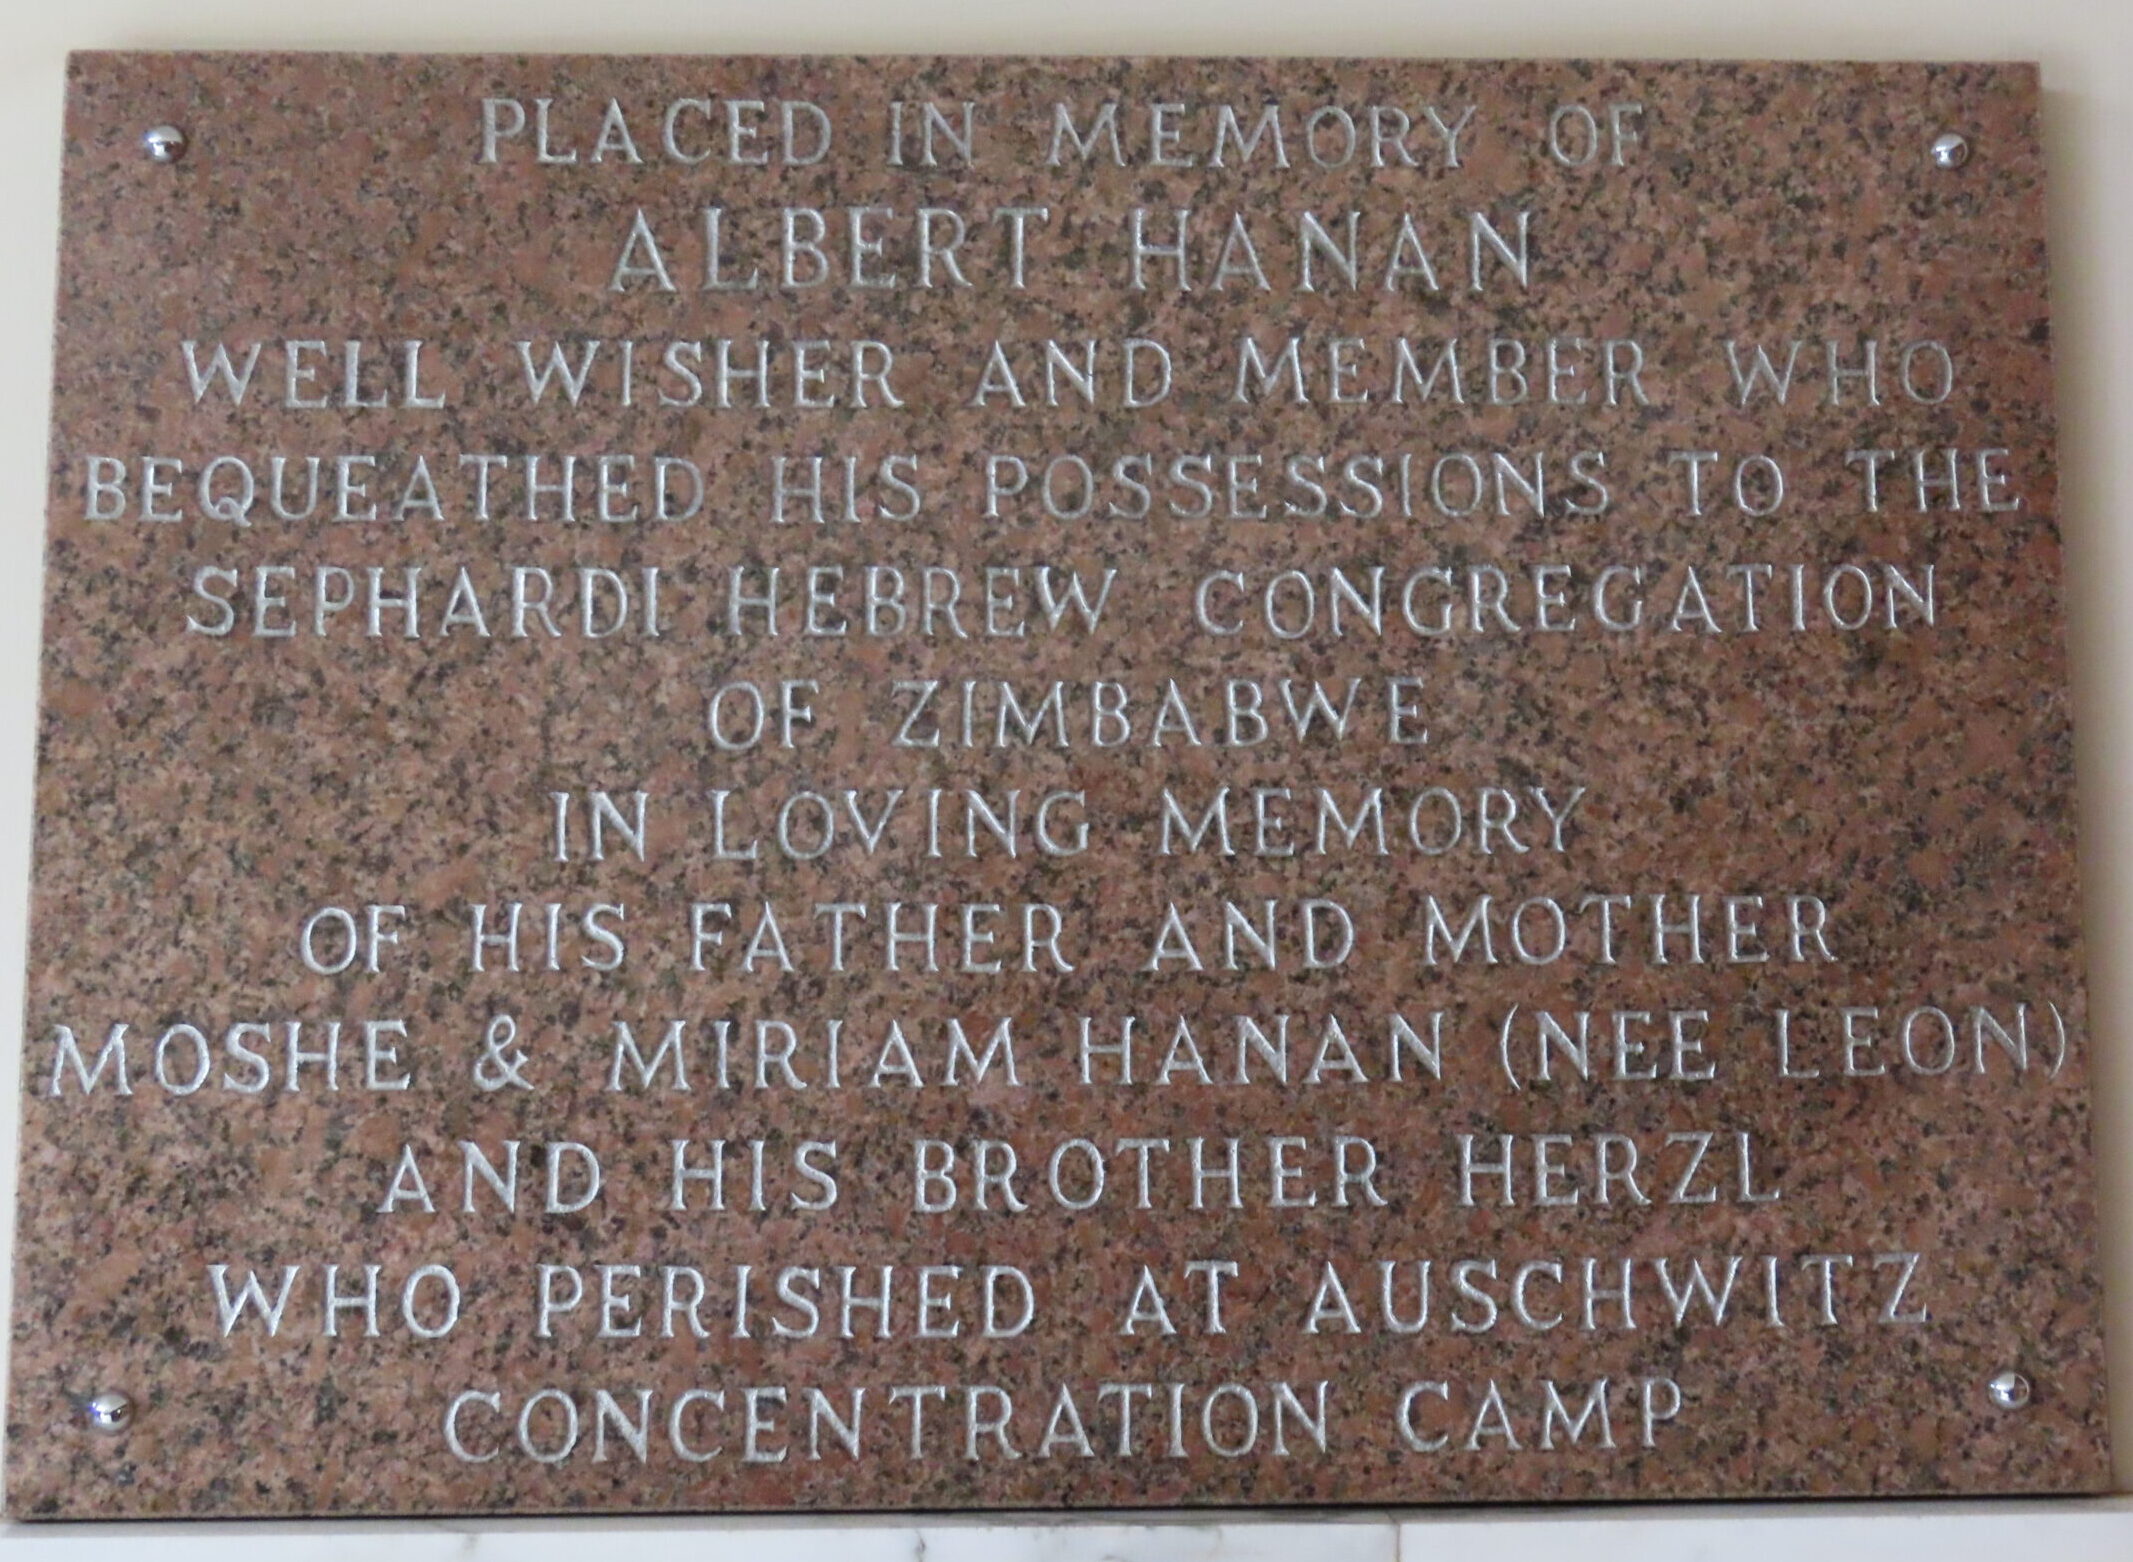 PLACED IN MEMORY OF
ALBERT HANAN
WELL WISHER AND MEMBER WHO
BEQUEATHED HIS POSSESSIONS TO THE
SEPHARDI HEBREW CONGREGATION
OF ZIMBABWE
IN LOVING MEMORY
OF HIS FATHER AND MOTHER
MOSHE & MIRIAM HANAN (NEE LEON)
AND HIS BROTHER HERZL
WHO PERISHED AT AUSCHWITZ
CONCENTRATION CAMP